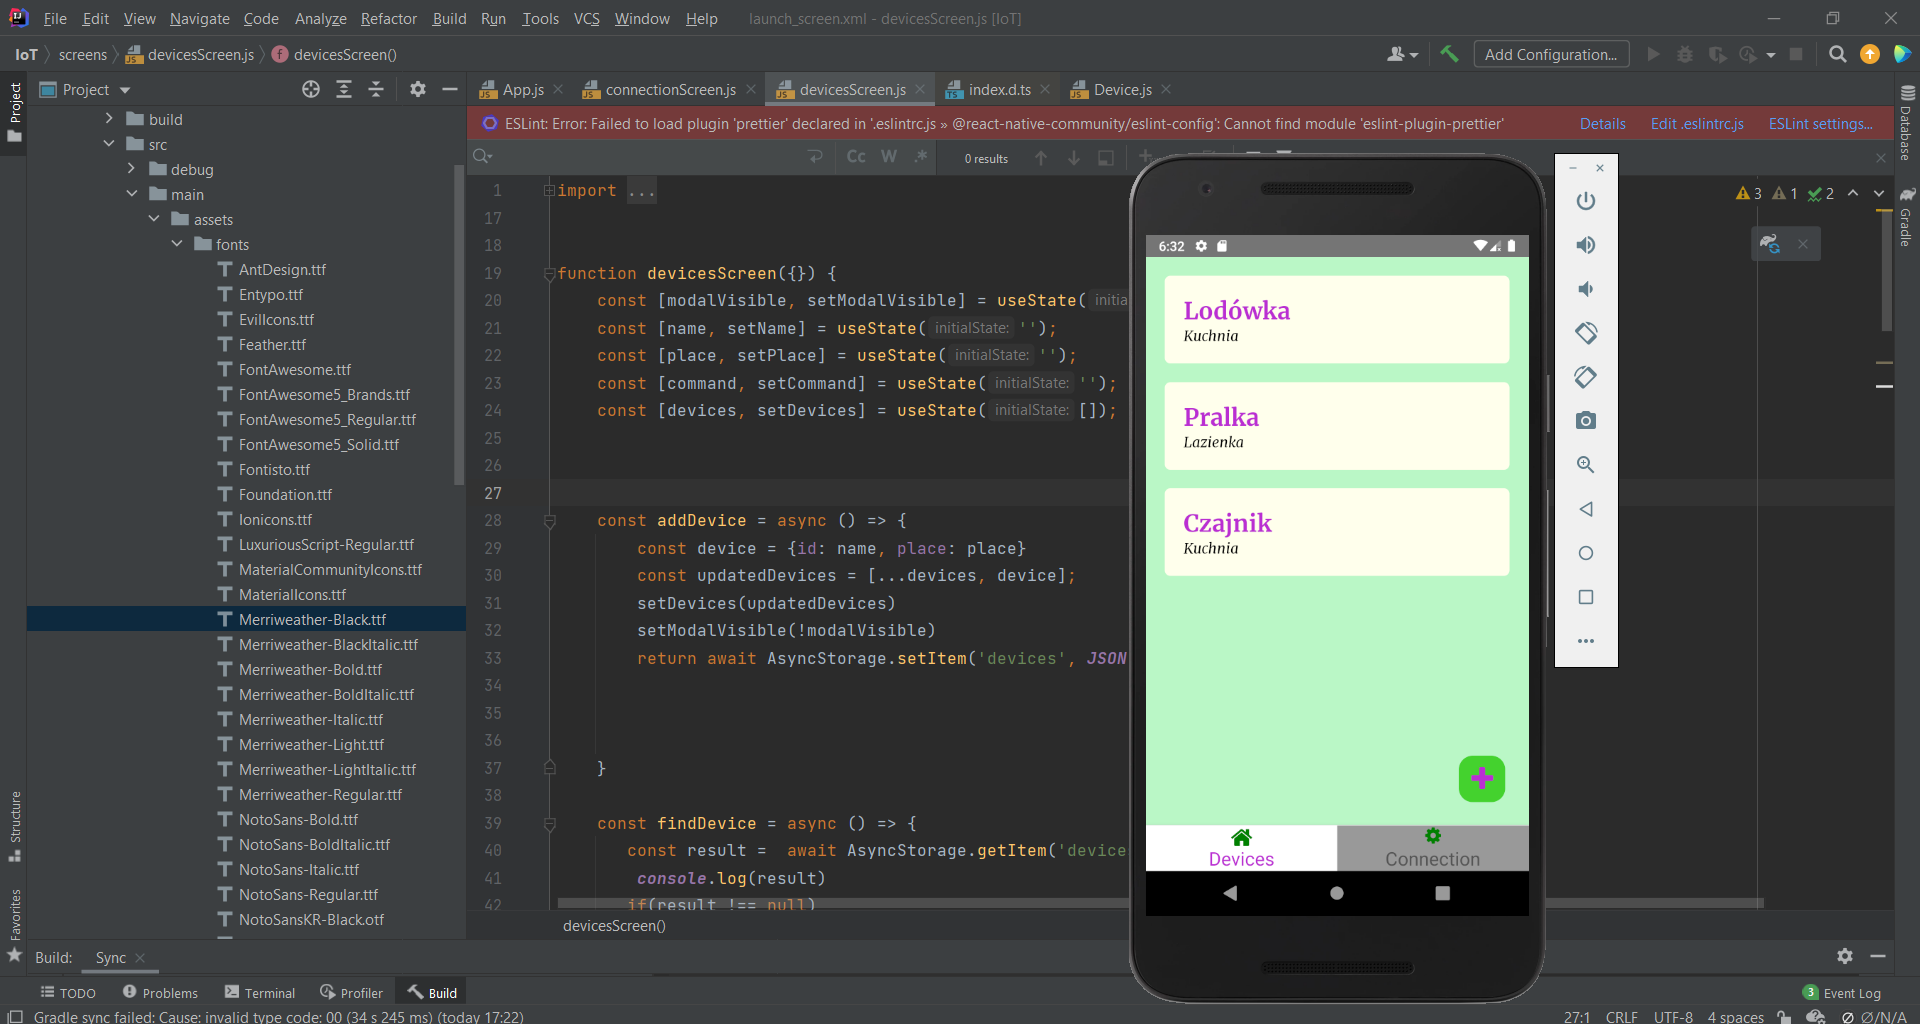 File Edit View Navigate Code Analyze Refactor Build Run Tools VCS Window Help launch_screen.xml - devicesScreen.js [IoT]
IoT screens devicesScreen.js devicesScreen() Add Configuration...
Project
App.js connectionScreen.js devicesScreen.js index.d.ts Device.js
ESLint: Error: Failed to load plugin 'prettier' declared in '.eslintrc.js » @react-native-community/eslint-config': Cannot find module 'eslint-plugin-prettier' Details Edit .eslintrc.js ESLint settings...
Cc W .* 0 results
3 1 2
build
src
debug
main
assets
fonts
AntDesign.ttf
Entypo.ttf
EvilIcons.ttf
Feather.ttf
FontAwesome.ttf
FontAwesome5_Brands.ttf
FontAwesome5_Regular.ttf
FontAwesome5_Solid.ttf
Fontisto.ttf
Foundation.ttf
Ionicons.ttf
LuxuriousScript-Regular.ttf
MaterialCommunityIcons.ttf
MaterialIcons.ttf
Merriweather-Black.ttf
Merriweather-BlackItalic.ttf
Merriweather-Bold.ttf
Merriweather-BoldItalic.ttf
Merriweather-Italic.ttf
Merriweather-Light.ttf
Merriweather-LightItalic.ttf
Merriweather-Regular.ttf
NotoSans-Bold.ttf
NotoSans-BoldItalic.ttf
NotoSans-Italic.ttf
NotoSans-Regular.ttf
NotoSansKR-Black.otf
1 import ...
17
18
19 function devicesScreen({}) {
20 const [modalVisible, setModalVisible] = useState( initia
21 const [name, setName] = useState( initialState: '');
22 const [place, setPlace] = useState( initialState: '');
23 const [command, setCommand] = useState( initialState: '');
24 const [devices, setDevices] = useState( initialState: []);
25
26
27
28 const addDevice = async () => {
29 const device = {id: name, place: place}
30 const updatedDevices = [...devices, device];
31 setDevices(updatedDevices)
32 setModalVisible(!modalVisible)
33 return await AsyncStorage.setItem('devices', JSON
34
35
36
37 }
38
39 const findDevice = async () => {
40 const result = await AsyncStorage.getItem('device
41 console.log(result)
42 if(result !== null)
devicesScreen()
6:32
Lodówka
Kuchnia
Pralka
Lazienka
Czajnik
Kuchnia
Devices Connection
Project
Structure
Favorites
Database
Gradle
Build: Sync
TODO Problems Terminal Profiler Build 3 Event Log
Gradle sync failed: Cause: invalid type code: 00 (34 s 245 ms) (today 17:22) 27:1 CRLF UTF-8 4 spaces Ø/N/A